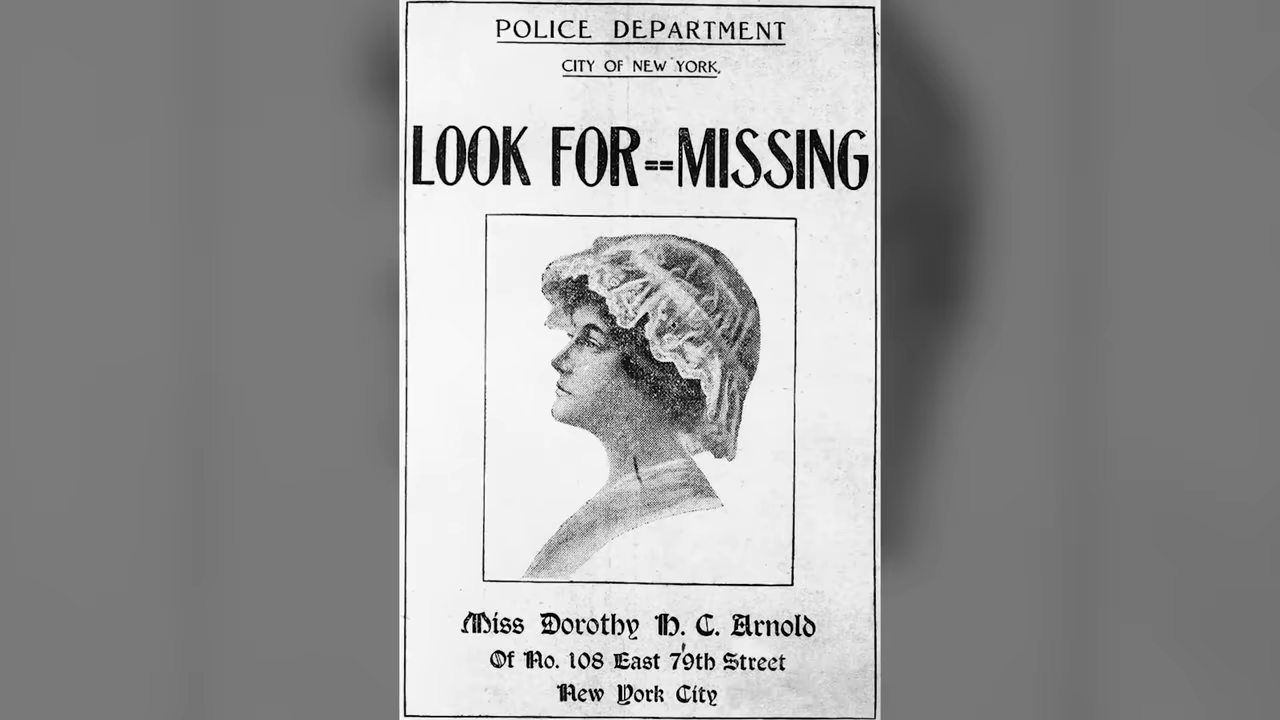 POLICE DEPARTMENT
CITY OF NEW YORK.
LOOK FOR==MISSING
Miss Dorothy H. C. Arnold
Of No. 108 East 79th Street
New York City